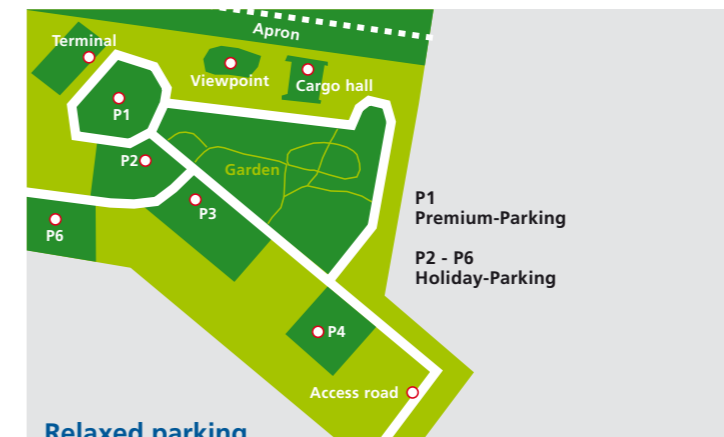 Apron
Terminal
Viewpoint
Cargo hall
P1
P2
Garden
P3
P6
P1
Premium-Parking
P2 - P6
Holiday-Parking
P4
Access road
Relaxed parking